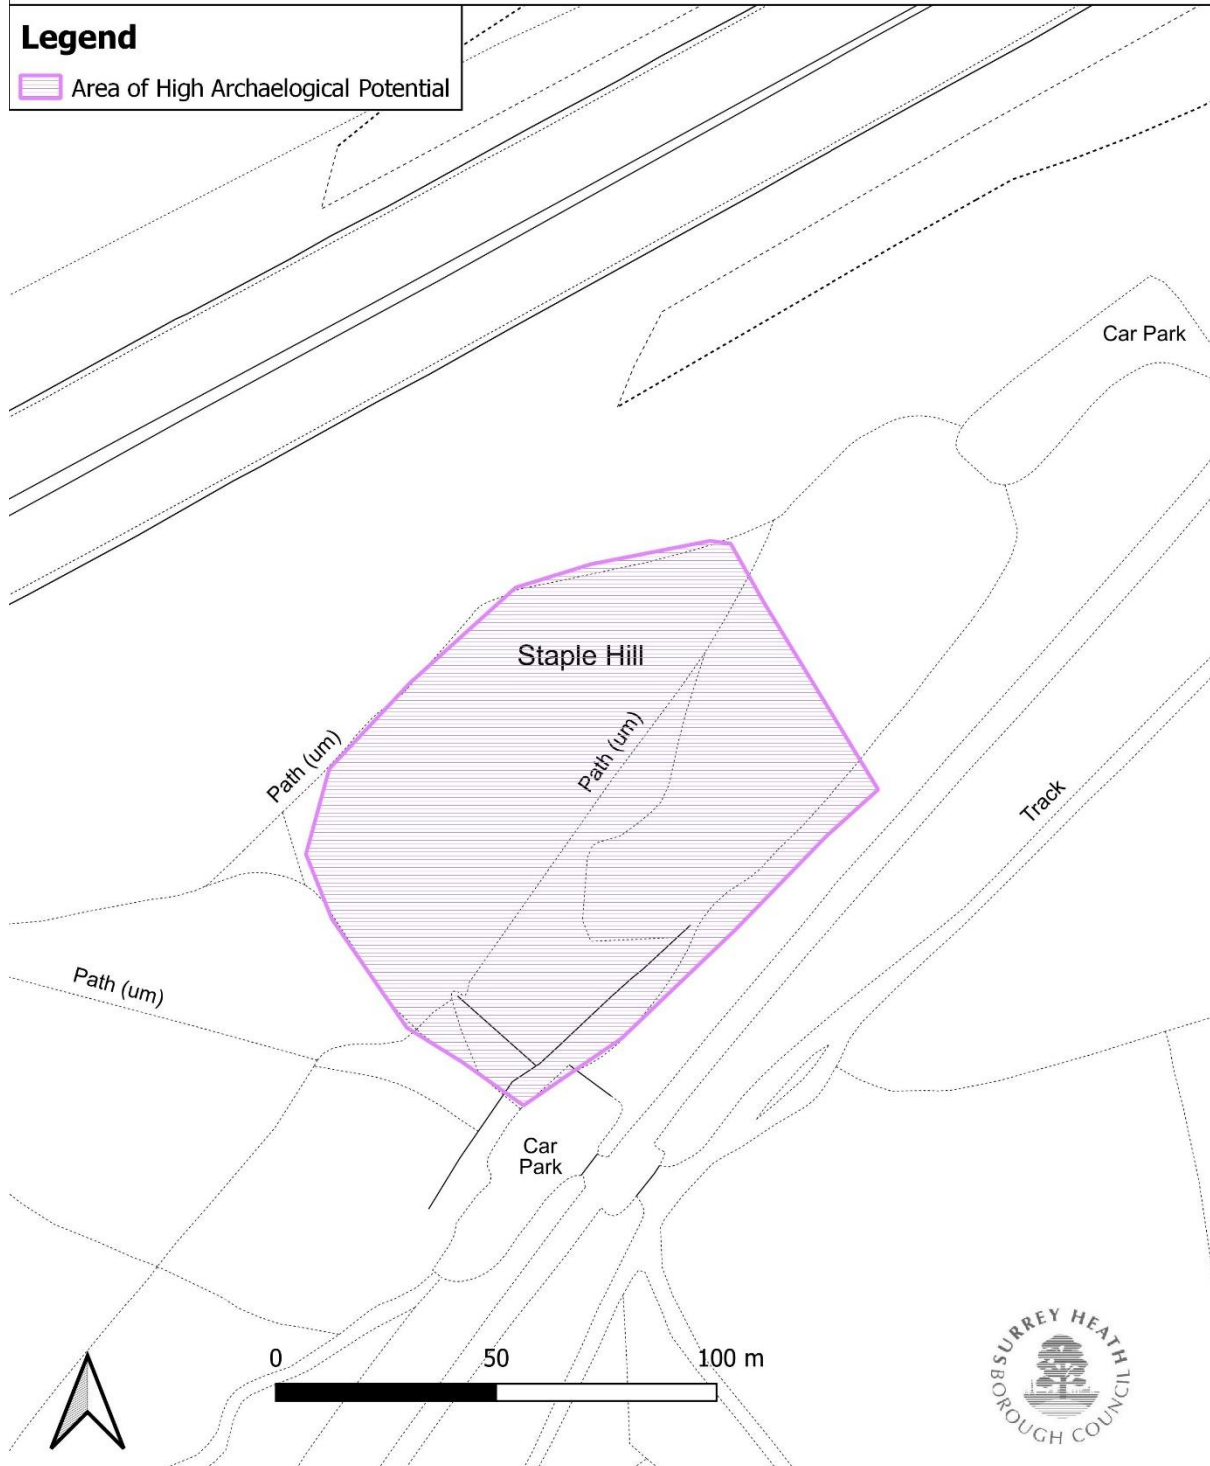 Legend
Area of High Archaelogical Potential
Car Park
Staple Hill
Path (um)
Path (um)
Track
Path (um)
Car
Park
0 50 100 m
SURREY HEATH
BOROUGH COUNCIL